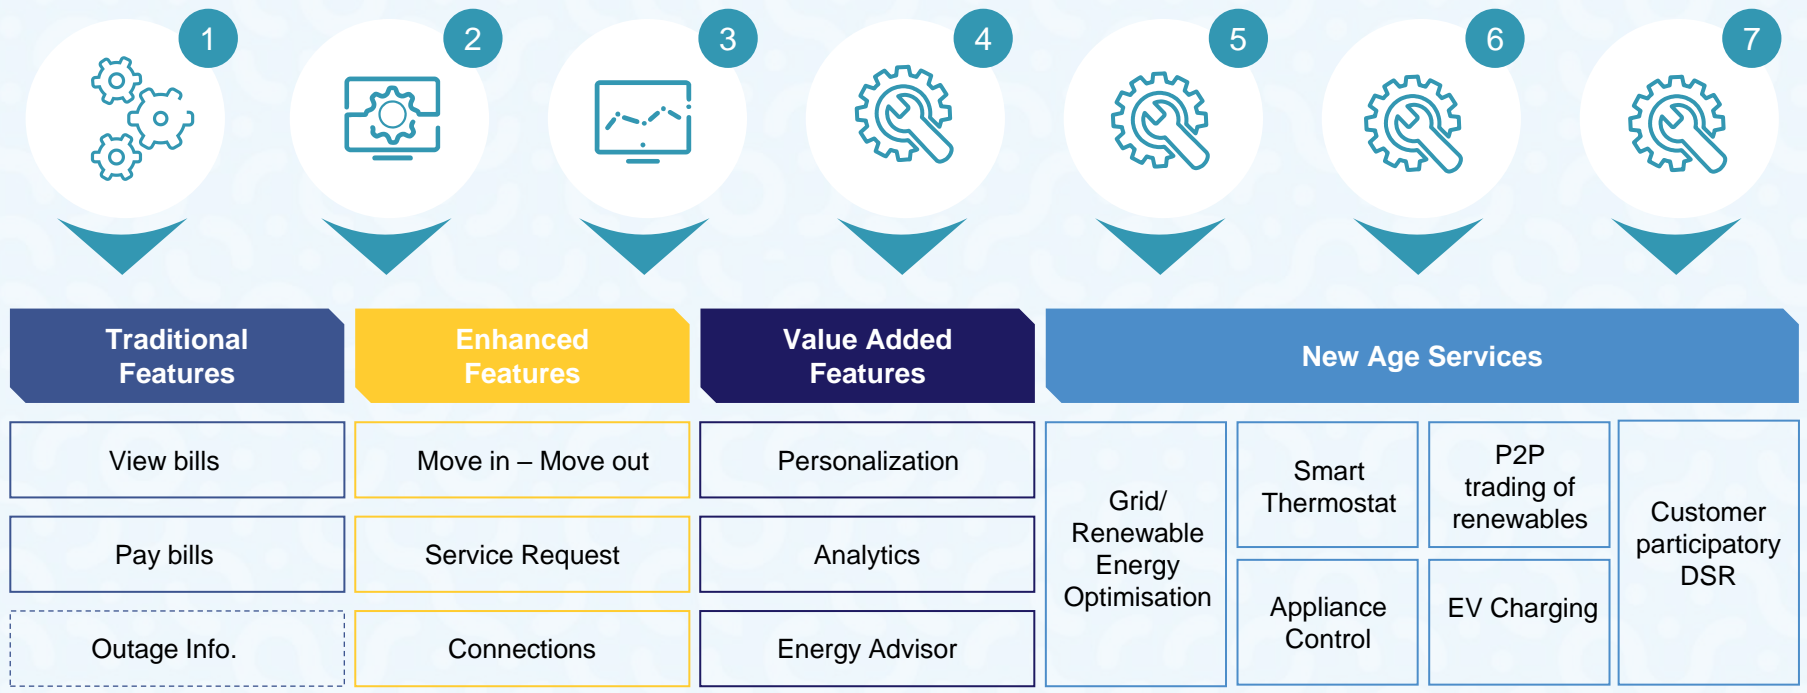 1
2
3
4
5
6
7
Traditional
Features
Enhanced
Features
Value Added
Features
New Age Services
View bills
Pay bills
Outage Info.
Move in – Move out
Service Request
Connections
Personalization
Analytics
Energy Advisor
Grid/
Renewable
Energy
Optimisation
Smart
Thermostat
Appliance
Control
P2P
trading of
renewables
EV Charging
Customer
participatory
DSR